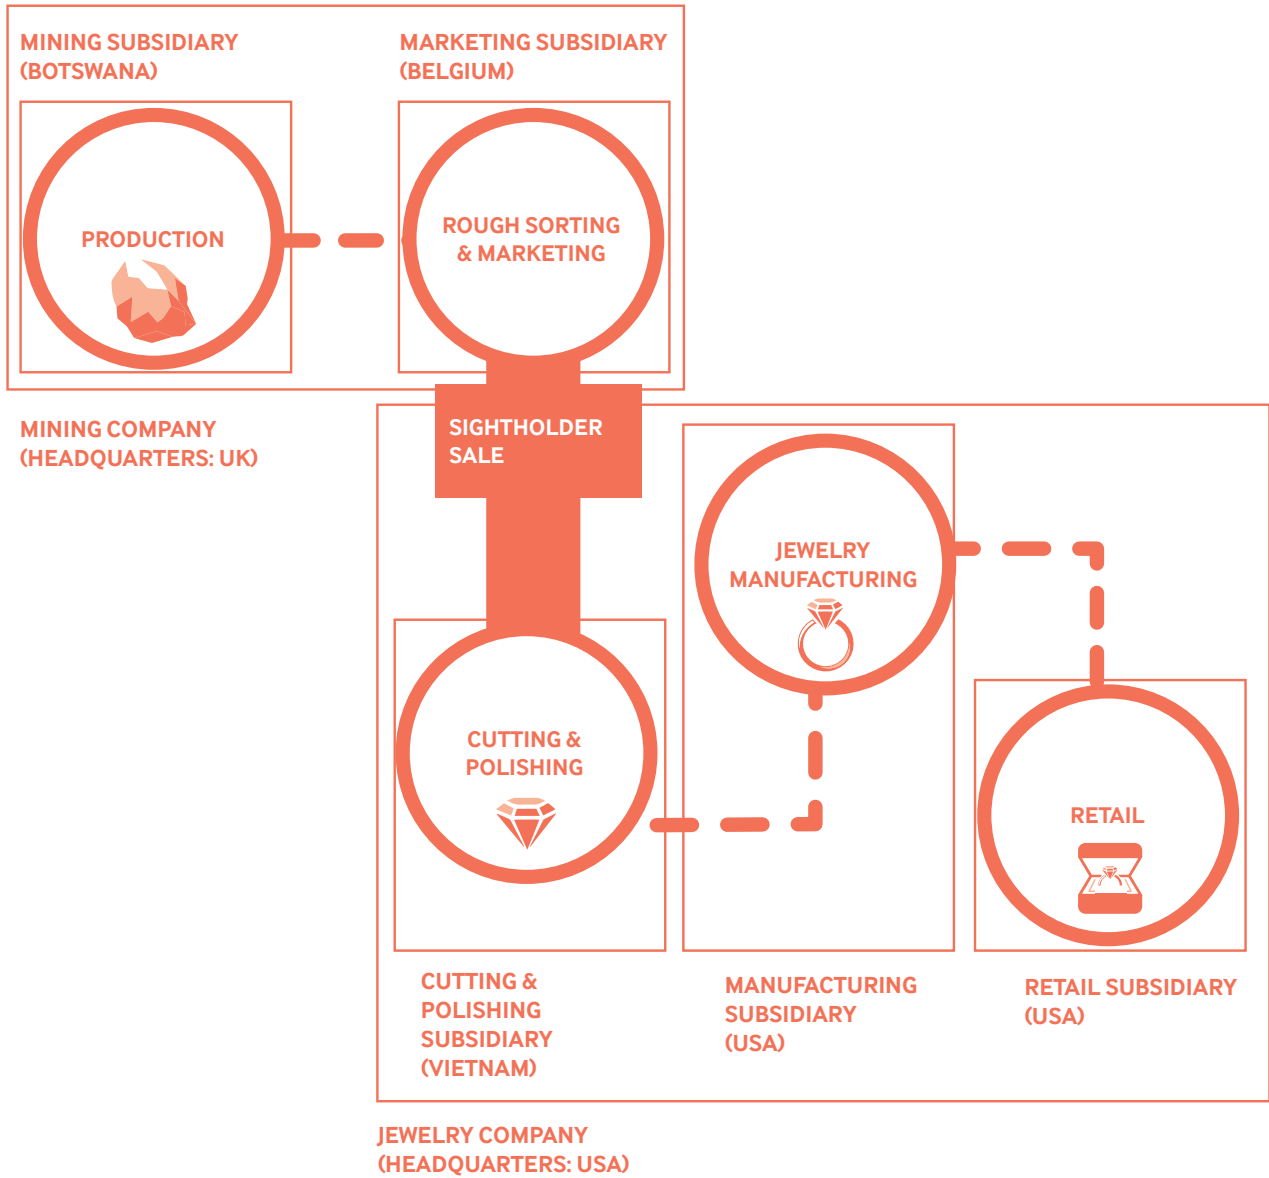 MINING SUBSIDIARY
(BOTSWANA)
MARKETING SUBSIDIARY
(BELGIUM)
PRODUCTION
ROUGH SORTING
& MARKETING
MINING COMPANY
(HEADQUARTERS: UK)
SIGHTHOLDER
SALE
JEWELRY
MANUFACTURING
CUTTING &
POLISHING
RETAIL
CUTTING &
POLISHING
SUBSIDIARY
(VIETNAM)
MANUFACTURING
SUBSIDIARY
(USA)
RETAIL SUBSIDIARY
(USA)
JEWELRY COMPANY
(HEADQUARTERS: USA)